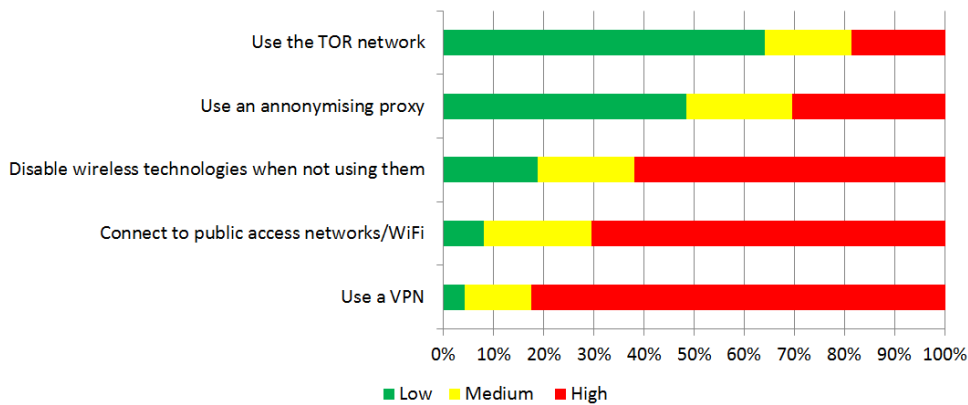 Use the TOR network
Use an annonymising proxy
Disable wireless technologies when not using them
Connect to public access networks/WiFi
Use a VPN
0% 10% 20% 30% 40% 50% 60% 70% 80% 90% 100%
Low Medium High